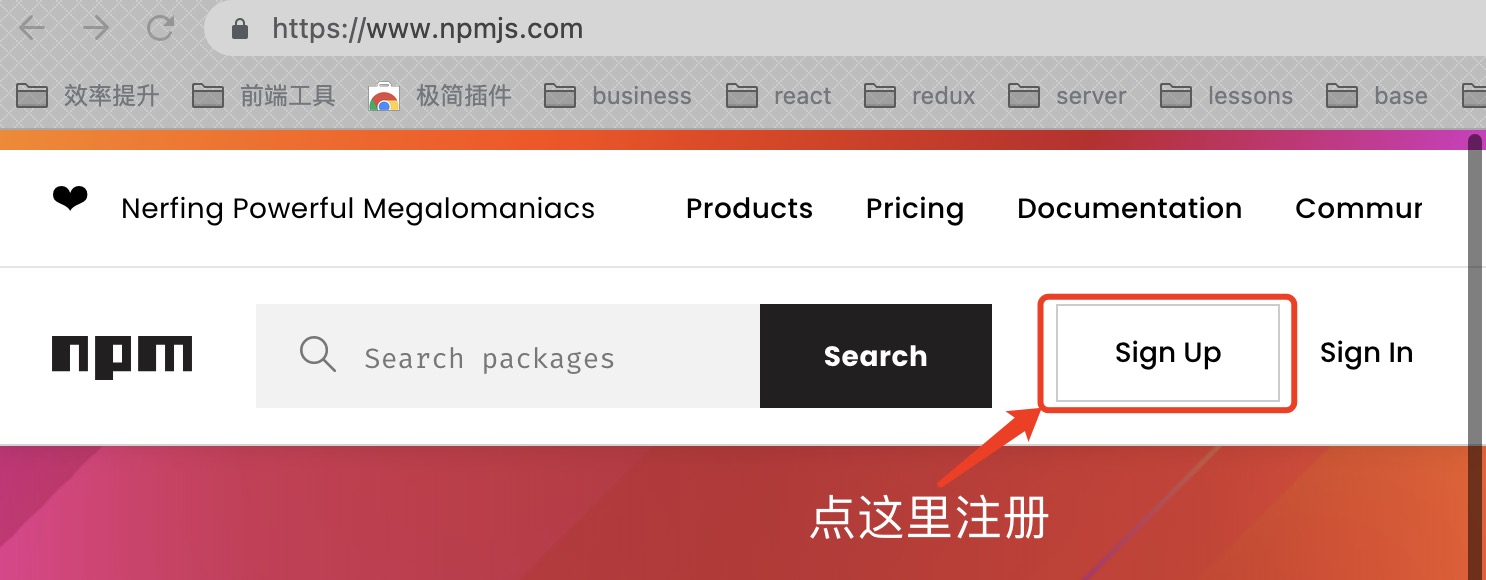 https://www.npmjs.com
效率提升 前端工具 极简插件 business react redux server lessons base
❤ Nerfing Powerful Megalomaniacs Products Pricing Documentation Commur
npm Search packages Search Sign Up Sign In
点这里注册